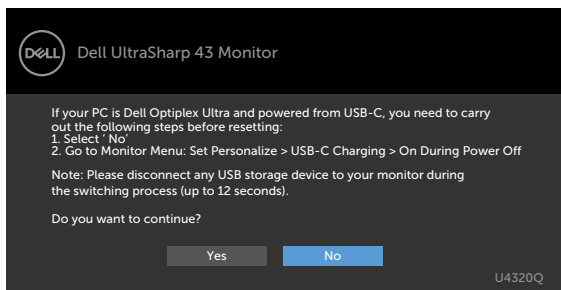 DELL
Dell UltraSharp 43 Monitor
If your PC is Dell Optiplex Ultra and powered from USB-C, you need to carry
out the following steps before resetting:
1. Select ‘ No’
2. Go to Monitor Menu: Set Personalize > USB-C Charging > On During Power Off
Note: Please disconnect any USB storage device to your monitor during
the switching process (up to 12 seconds).
Do you want to continue?
Yes No
U4320Q